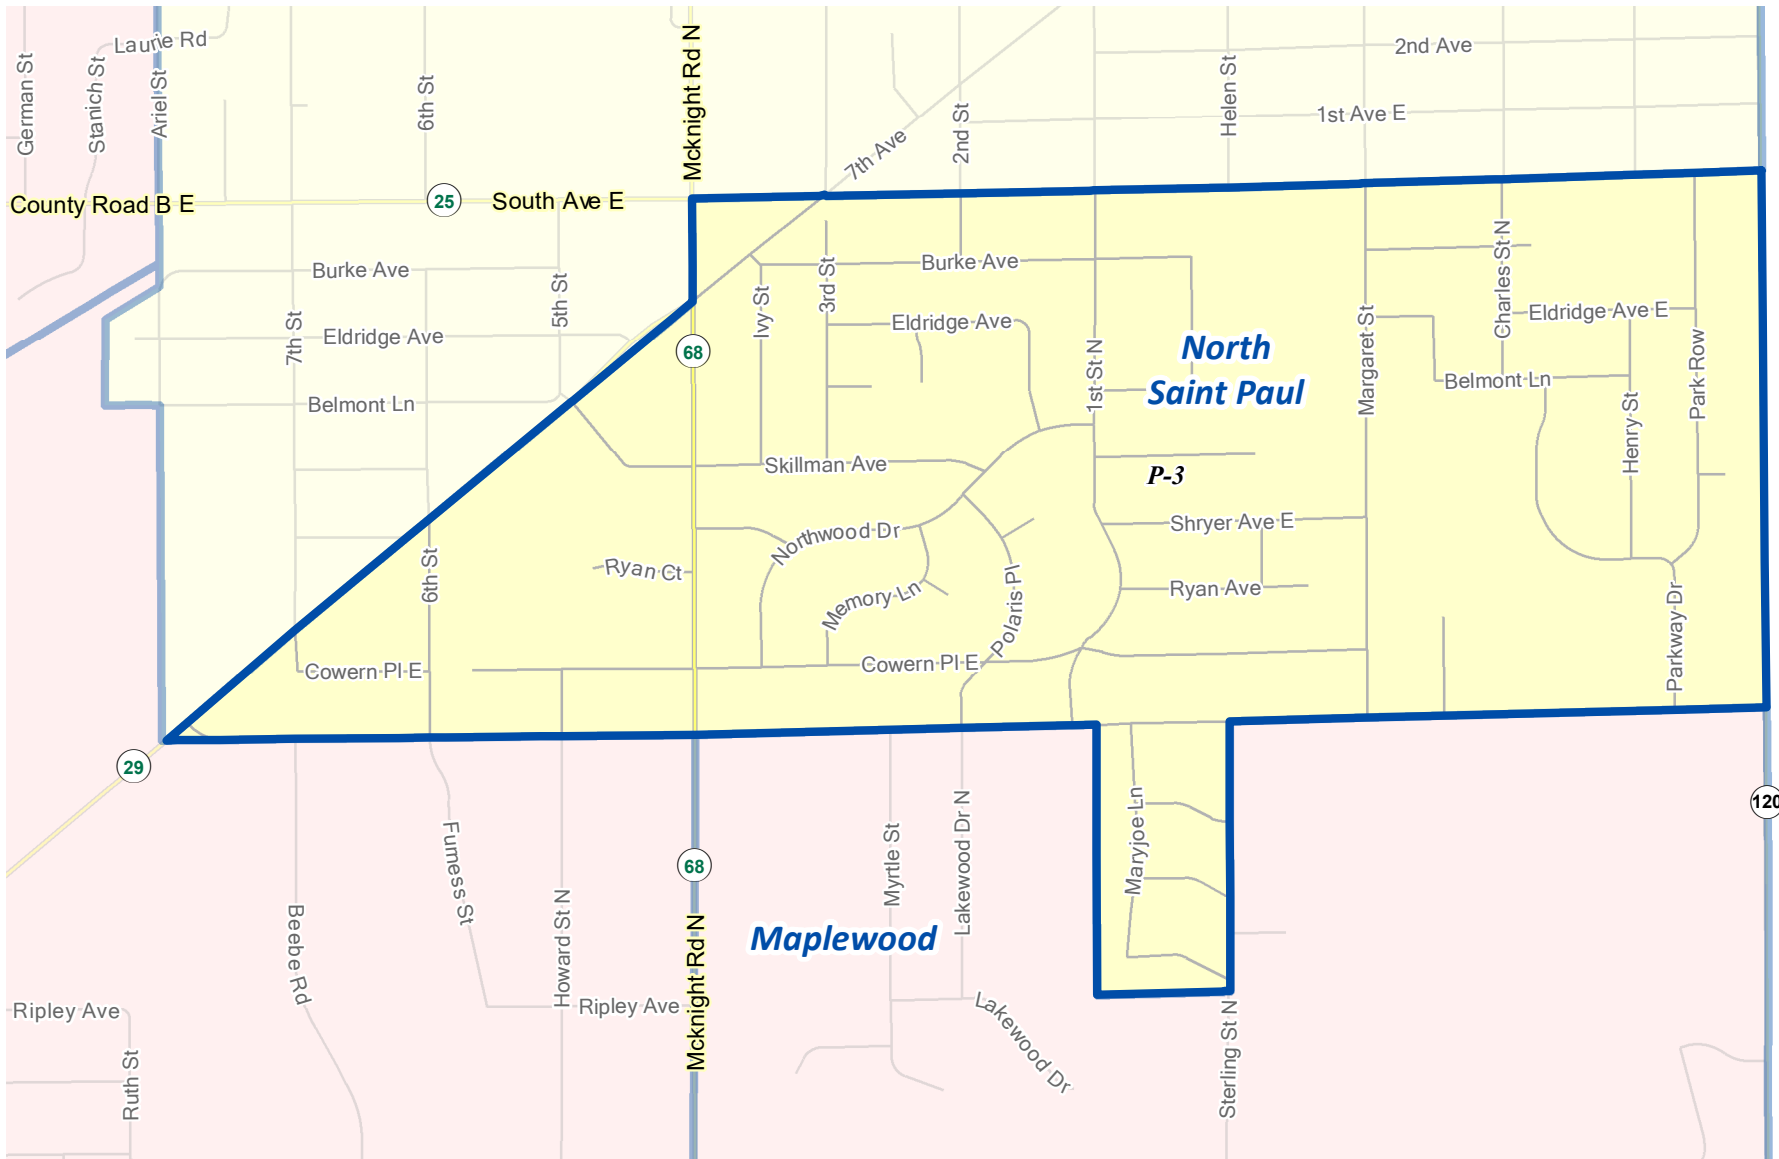 Laurie Rd
German St
Stanich St
Ariel St
6th St
Mcknight Rd N
2nd Ave
Helen St
1st Ave E
2nd St
7th Ave
County Road B E
25
South Ave E
Burke Ave
5th St
7th St
Eldridge Ave
Belmont Ln
Burke Ave
3rd St
Ivy St
68
Eldridge Ave
1st St N
North
Saint Paul
Margaret St
Charles St N
Eldridge Ave E
Park Row
Belmont Ln
Henry St
Skillman Ave
P-3
Shryer Ave E
Northwood Dr
Ryan Ct
6th St
Memory Ln
Polaris Pl
Ryan Ave
Parkway Dr
Cowern Pl E
Cowern Pl E
29
120
Maryjoe Ln
Furness St
68
Myrtle St
Lakewood Dr N
Beebe Rd
Howard St N
Mcknight Rd N
Maplewood
Ripley Ave
Ripley Ave
Lakewood Dr
Sterling St N
Ruth St